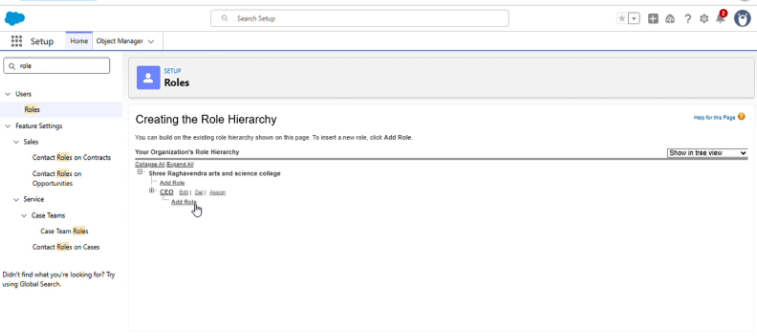 Search Setup
2
Setup
Home
Object Manager
role
Users
Roles
Feature Settings
Sales
Contact Roles on Contracts
Contact Roles on
Opportunities
Service
Case Teams
Case Team Roles
Contact Roles on Cases
Didn't find what you're looking for? Try
using Global Search.
SETUP
Roles
Creating the Role Hierarchy
Help for this Page
You can build on the existing role hierarchy shown on this page. To insert a new role, click Add Role.
Your Organization's Role Hierarchy
Show in tree view
Collapse All Expand All
Shree Raghavendra arts and science college
Add Role
CEO Edit | Del | Assign
Add Role